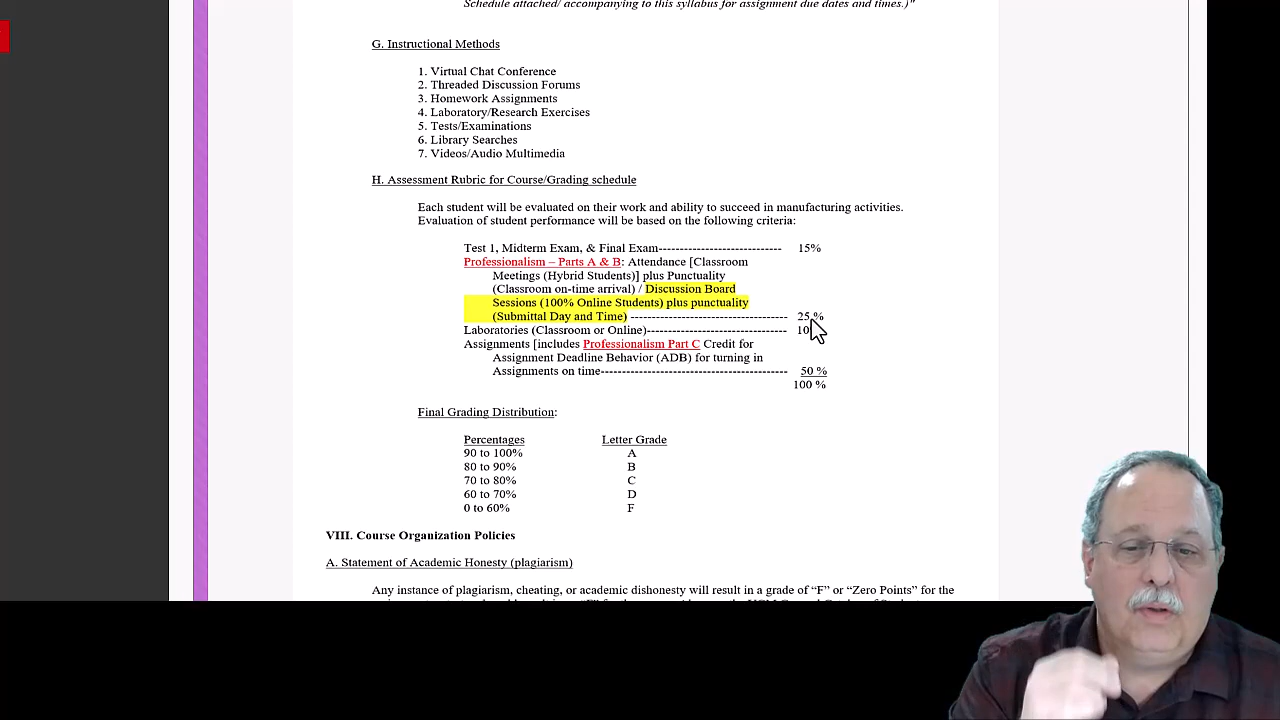 Schedule attached/ accompanying to this syllabus for assignment due dates and times.)"
G. Instructional Methods
1. Virtual Chat Conference
2. Threaded Discussion Forums
3. Homework Assignments
4. Laboratory/Research Exercises
5. Tests/Examinations
6. Library Searches
7. Videos/Audio Multimedia
H. Assessment Rubric for Course/Grading schedule
Each student will be evaluated on their work and ability to succeed in manufacturing activities.
Evaluation of student performance will be based on the following criteria:
Test 1, Midterm Exam, & Final Exam----------------------------- 15%
Professionalism – Parts A & B: Attendance [Classroom
Meetings (Hybrid Students)] plus Punctuality
(Classroom on-time arrival) / Discussion Board
Sessions (100% Online Students) plus punctuality
(Submittal Day and Time) ------------------------------------- 25 %
Laboratories (Classroom or Online)--------------------------------- 10
Assignments [includes Professionalism Part C Credit for
Assignment Deadline Behavior (ADB) for turning in
Assignments on time-------------------------------------------- 50 %
100 %
Final Grading Distribution:
Percentages Letter Grade
90 to 100% A
80 to 90% B
70 to 80% C
60 to 70% D
0 to 60% F
VIII. Course Organization Policies
A. Statement of Academic Honesty (plagiarism)
Any instance of plagiarism, cheating, or academic dishonesty will result in a grade of “F” or “Zero Points” for the